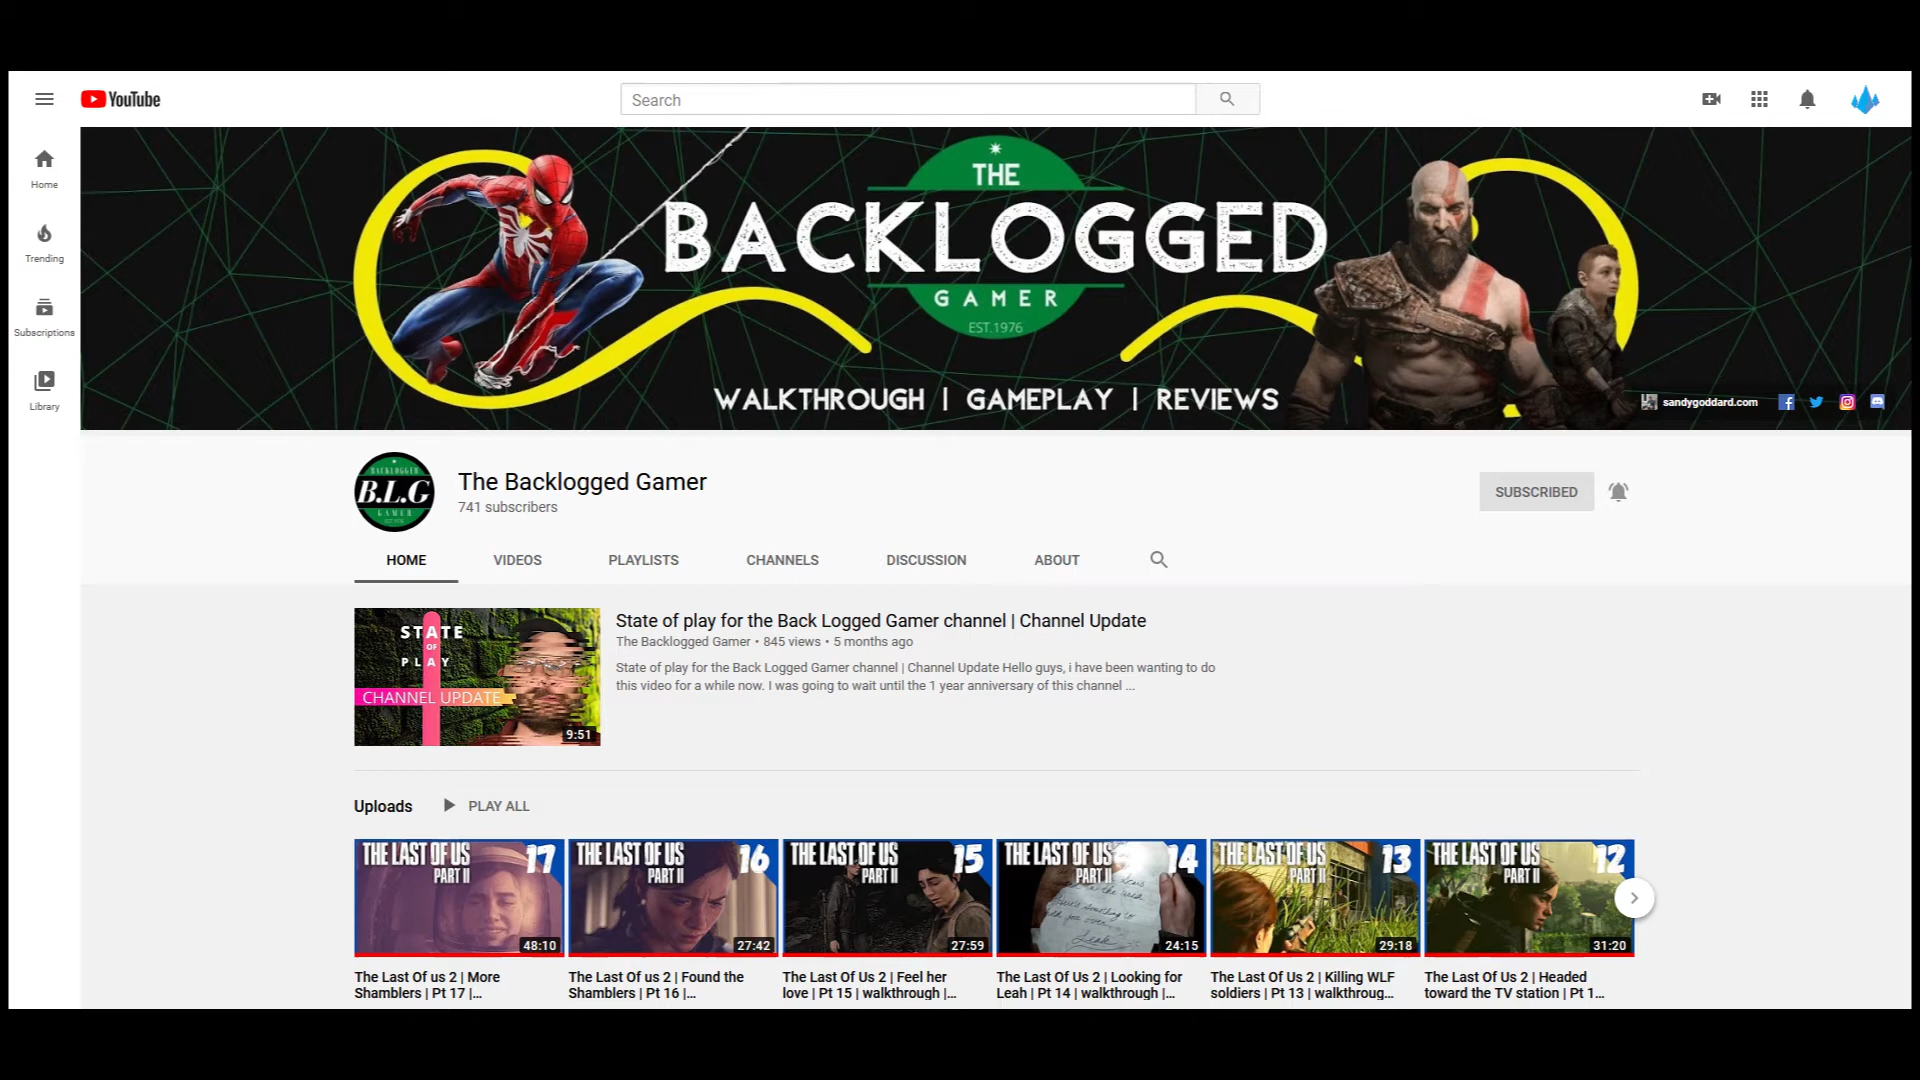 YouTube
Search
Home
Trending
Subscriptions
Library
THE
BACKLOGGED
GAMER
EST.1976
WALKTHROUGH | GAMEPLAY | REVIEWS
sandygoddard.com
BACKLOGGED
B.L.G
GAMER
The Backlogged Gamer
741 subscribers
SUBSCRIBED
HOME VIDEOS PLAYLISTS CHANNELS DISCUSSION ABOUT
STATE
OF
PLAY
CHANNEL UPDATE
9:51
State of play for the Back Logged Gamer channel | Channel Update
The Backlogged Gamer • 845 views • 5 months ago
State of play for the Back Logged Gamer channel | Channel Update Hello guys, i have been wanting to do
this video for a while now. I was going to wait until the 1 year anniversary of this channel ...
Uploads PLAY ALL
THE LAST OF US 17
PART II
48:10
The Last Of us 2 | More
Shamblers | Pt 17 |...
THE LAST OF US 16
PART II
27:42
The Last Of us 2 | Found the
Shamblers | Pt 16 |...
THE LAST OF US 15
PART II
27:59
The Last Of Us 2 | Feel her
love | Pt 15 | walkthrough |...
THE LAST OF US 14
PART II
Leah
24:15
The Last Of Us 2 | Looking for
Leah | Pt 14 | walkthrough |...
THE LAST OF US 13
PART II
29:18
The Last Of Us 2 | Killing WLF
soldiers | Pt 13 | walkthroug...
THE LAST OF US 12
PART II
31:20
The Last Of Us 2 | Headed
toward the TV station | Pt 1...